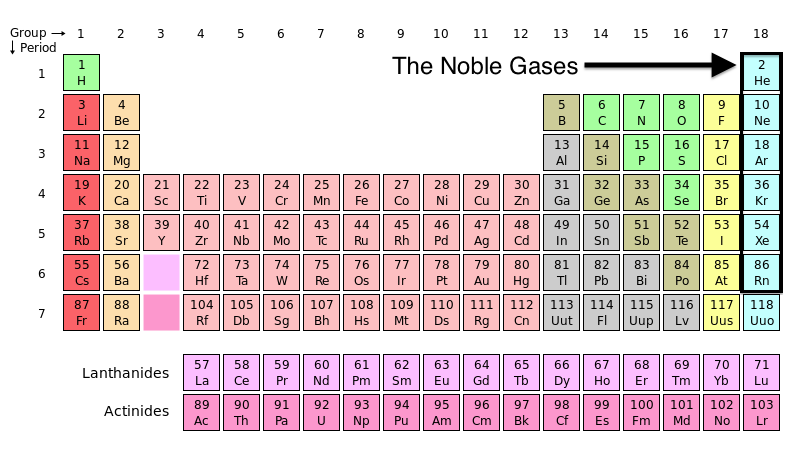 Group → 1 2 3 4 5 6 7 8 9 10 11 12 13 14 15 16 17 18
↓ Period
The Noble Gases
1 1 2
H He
2 3 4 5 6 7 8 9 10
Li Be B C N O F Ne
3 11 12 13 14 15 16 17 18
Na Mg Al Si P S Cl Ar
4 19 20 21 22 23 24 25 26 27 28 29 30 31 32 33 34 35 36
K Ca Sc Ti V Cr Mn Fe Co Ni Cu Zn Ga Ge As Se Br Kr
5 37 38 39 40 41 42 43 44 45 46 47 48 49 50 51 52 53 54
Rb Sr Y Zr Nb Mo Tc Ru Rh Pd Ag Cd In Sn Sb Te I Xe
6 55 56 72 73 74 75 76 77 78 79 80 81 82 83 84 85 86
Cs Ba Hf Ta W Re Os Ir Pt Au Hg Tl Pb Bi Po At Rn
7 87 88 104 105 106 107 108 109 110 111 112 113 114 115 116 117 118
Fr Ra Rf Db Sg Bh Hs Mt Ds Rg Cn Uut Fl Uup Lv Uus Uuo
Lanthanides 57 58 59 60 61 62 63 64 65 66 67 68 69 70 71
La Ce Pr Nd Pm Sm Eu Gd Tb Dy Ho Er Tm Yb Lu
Actinides 89 90 91 92 93 94 95 96 97 98 99 100 101 102 103
Ac Th Pa U Np Pu Am Cm Bk Cf Es Fm Md No Lr